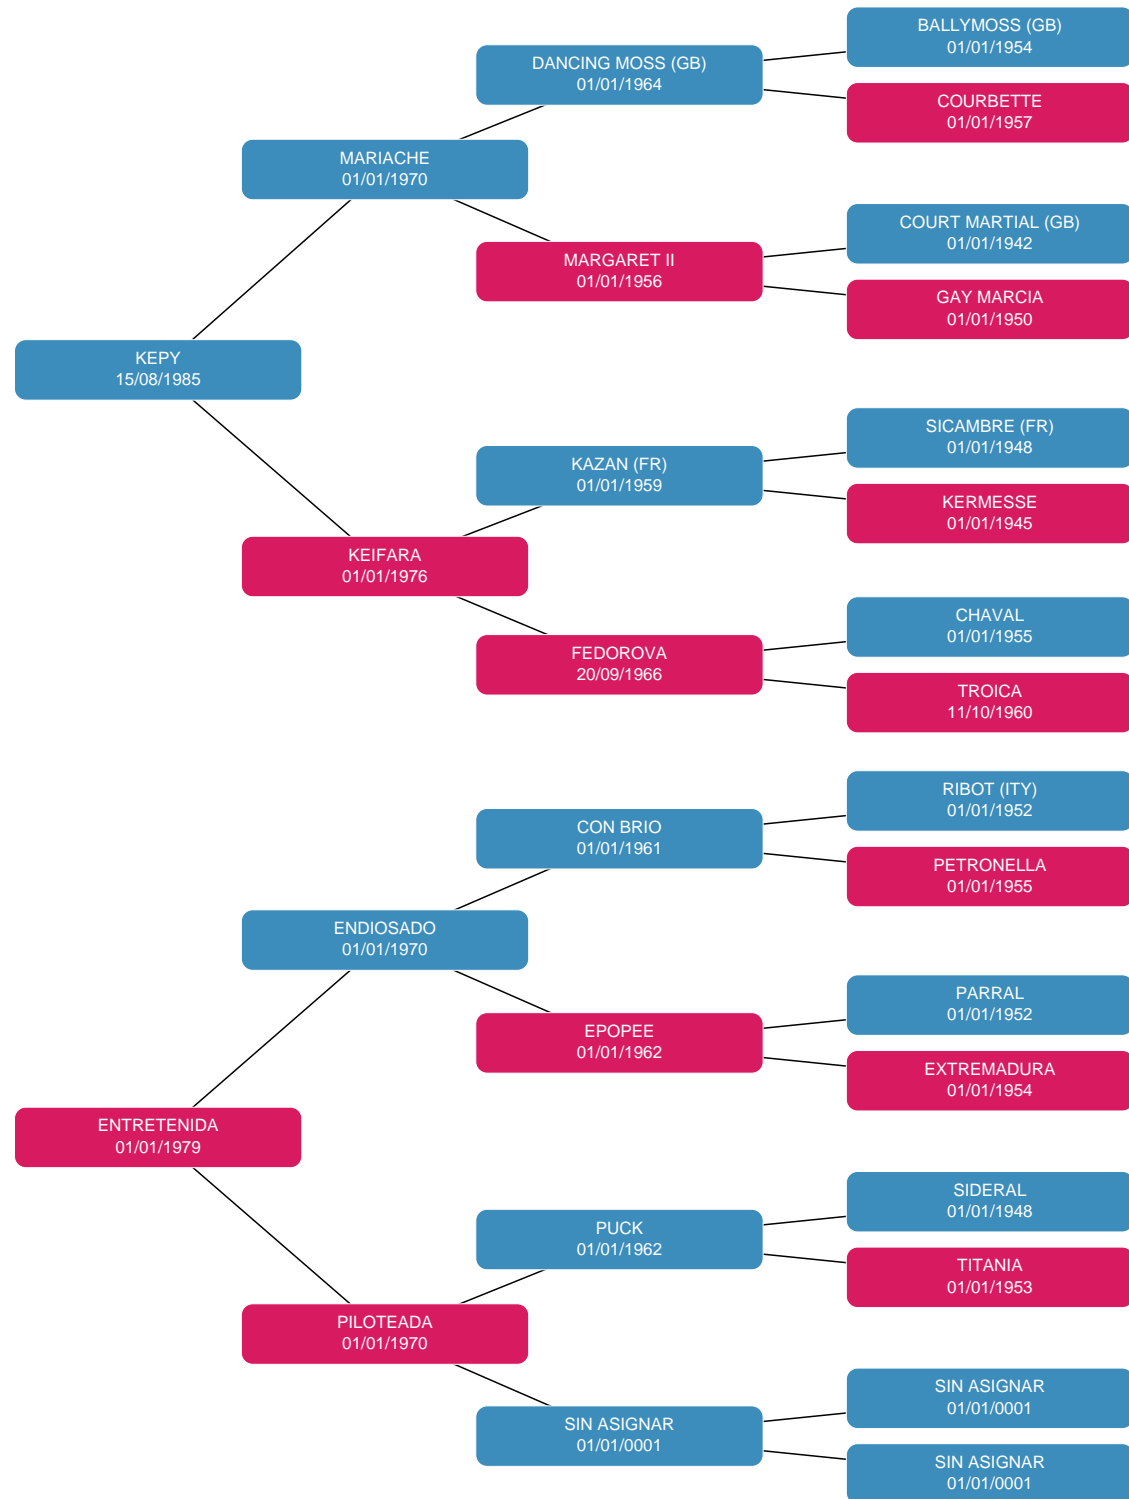 BALLYMOSS (GB)
01/01/1954
DANCING MOSS (GB)
01/01/1964
COURBETTE
01/01/1957
MARIACHE
01/01/1970
COURT MARTIAL (GB)
01/01/1942
MARGARET II
01/01/1956
GAY MARCIA
01/01/1950
KEPY
15/08/1985
SICAMBRE (FR)
01/01/1948
KAZAN (FR)
01/01/1959
KERMESSE
01/01/1945
KEIFARA
01/01/1976
CHAVAL
01/01/1955
FEDOROVA
20/09/1966
TROICA
11/10/1960
RIBOT (ITY)
01/01/1952
CON BRIO
01/01/1961
PETRONELLA
01/01/1955
ENDIOSADO
01/01/1970
PARRAL
01/01/1952
EPOPEE
01/01/1962
EXTREMADURA
01/01/1954
ENTRETENIDA
01/01/1979
SIDERAL
01/01/1948
PUCK
01/01/1962
TITANIA
01/01/1953
PILOTEADA
01/01/1970
SIN ASIGNAR
01/01/0001
SIN ASIGNAR
01/01/0001
SIN ASIGNAR
01/01/0001